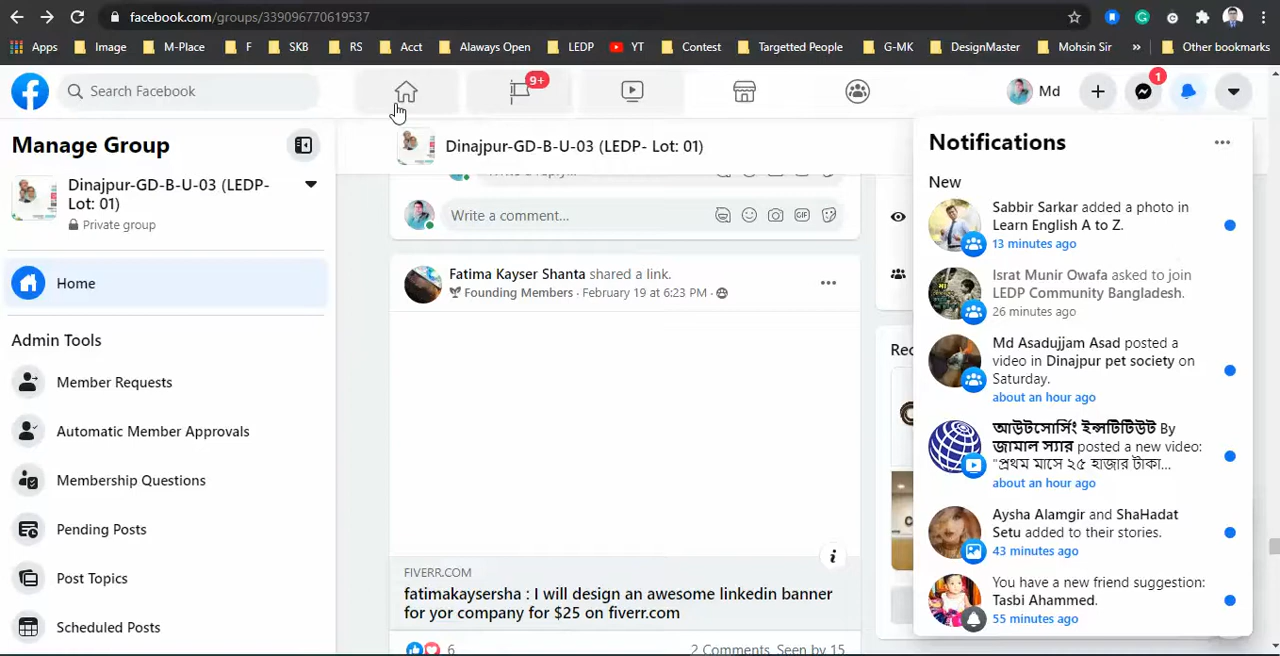 facebook.com/groups/339096770619537
Apps Image M-Place F SKB RS Acct Alaways Open LEDP YT Contest Targetted People G-MK DesignMaster Mohsin Sir » Other bookmarks
Search Facebook
9+
Md
1
Manage Group
Dinajpur-GD-B-U-03 (LEDP-
Lot: 01)
Private group
Home
Admin Tools
Member Requests
Automatic Member Approvals
Membership Questions
Pending Posts
Post Topics
Scheduled Posts
Dinajpur-GD-B-U-03 (LEDP- Lot: 01)
Write a comment...
GIF
Fatima Kayser Shanta shared a link.
Founding Members · February 19 at 6:23 PM ·
FIVERR.COM
fatimakaysersha : I will design an awesome linkedin banner
for yor company for $25 on fiverr.com
6
2 Comments Seen by 15
Rec
Notifications
New
Sabbir Sarkar added a photo in
Learn English A to Z.
13 minutes ago
Israt Munir Owafa asked to join
LEDP Community Bangladesh.
26 minutes ago
Md Asadujjam Asad posted a
video in Dinajpur pet society on
Saturday.
about an hour ago
আউটসোর্সিং ইন্সটিটিউট By
জামাল স্যার posted a new video:
"প্রথম মাসে ২৫ হাজার টাকা...
about an hour ago
Aysha Alamgir and ShaHadat
Setu added to their stories.
43 minutes ago
You have a new friend suggestion:
Tasbi Ahammed.
55 minutes ago